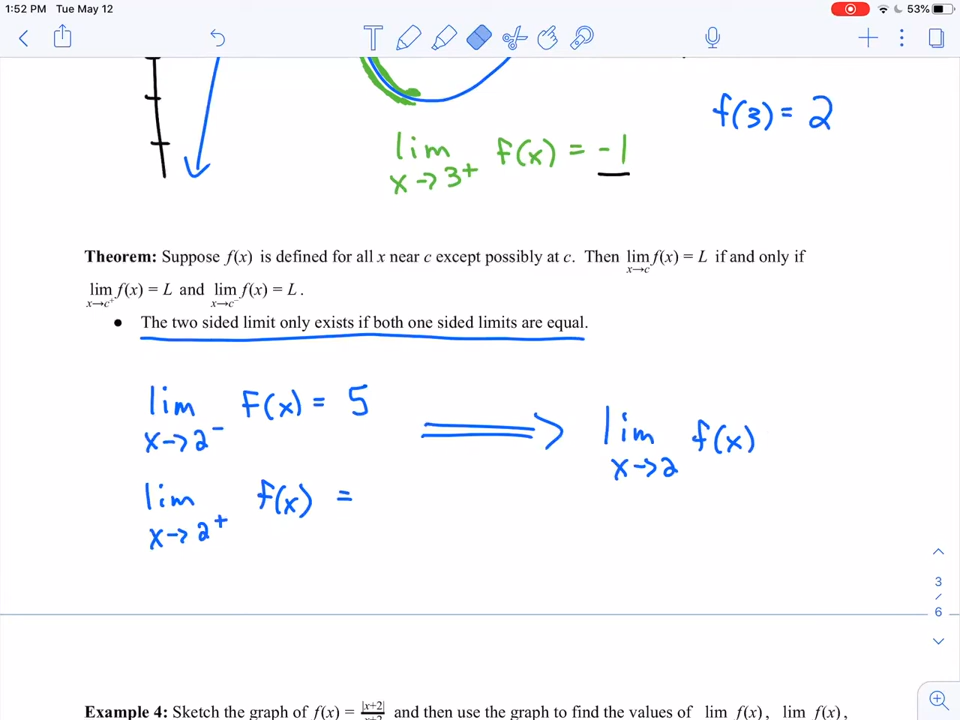 1:52 PM Tue May 12
53%
f(3) = 2
lim f(x) = -1
x→3⁺
Theorem: Suppose f(x) is defined for all x near c except possibly at c. Then lim f(x) = L if and only if
x→c
lim f(x) = L and lim f(x) = L.
x→c⁺ x→c⁻
• The two sided limit only exists if both one sided limits are equal.
lim f(x) = 5
x→2⁻
lim f(x)
x→2
lim f(x) =
x→2⁺
3
/
6
Example 4: Sketch the graph of f(x) = |x+2|/x+2 and then use the graph to find the values of lim f(x), lim f(x),